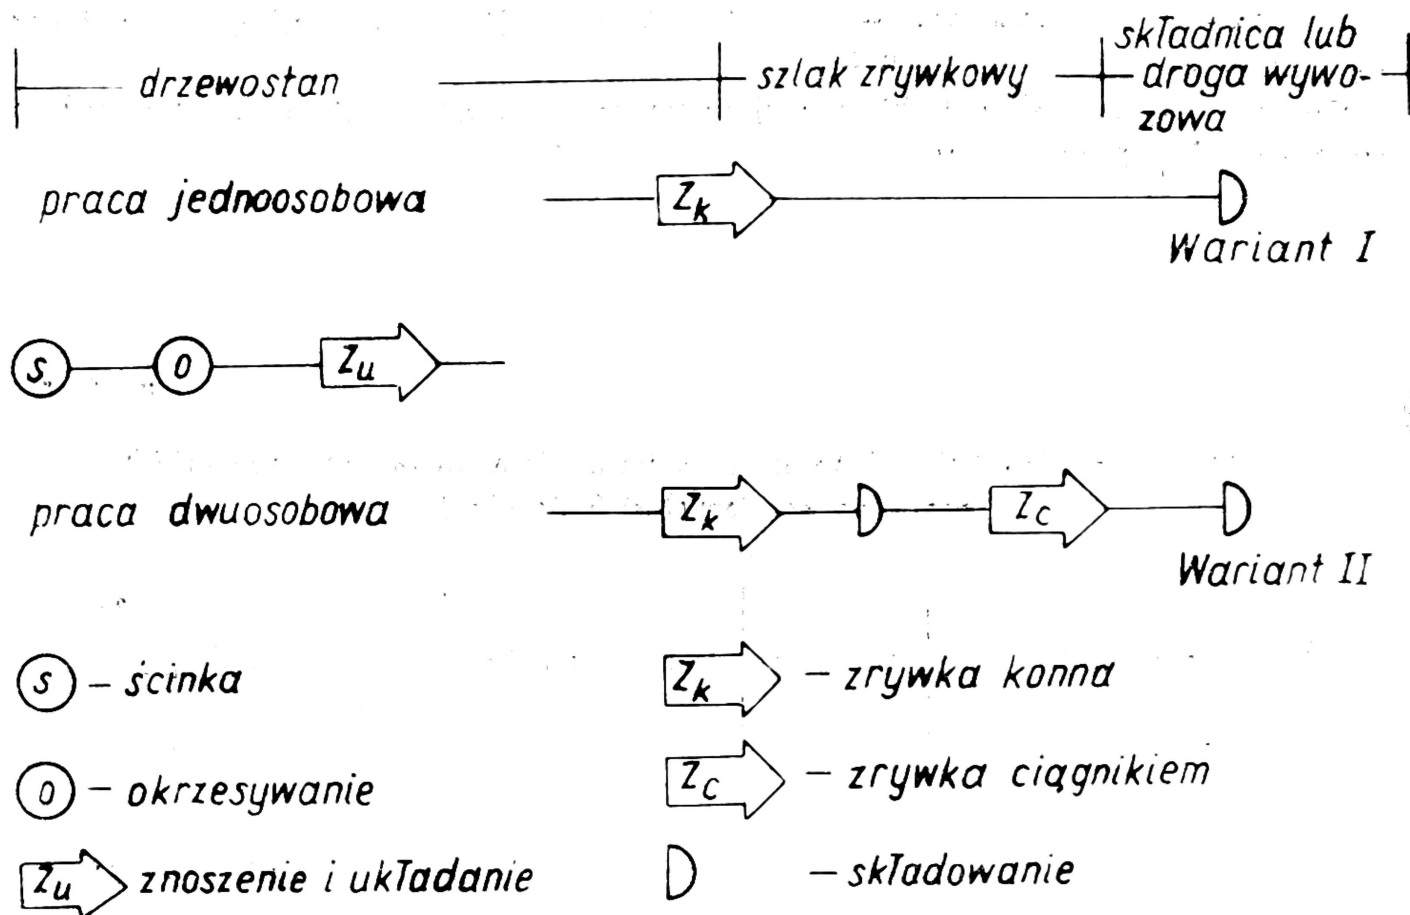 drzewostan
szlak zrywkowy
składnica lub
droga wywo-
zowa
praca jednoosobowa
Zk
Wariant I
S
O
Zu
praca dwuosobowa
Zk
Zc
Wariant II
S – ścinka
Zk – zrywka konna
O – okrzesywanie
Zc – zrywka ciągnikiem
Zu znoszenie i układanie
– składowanie